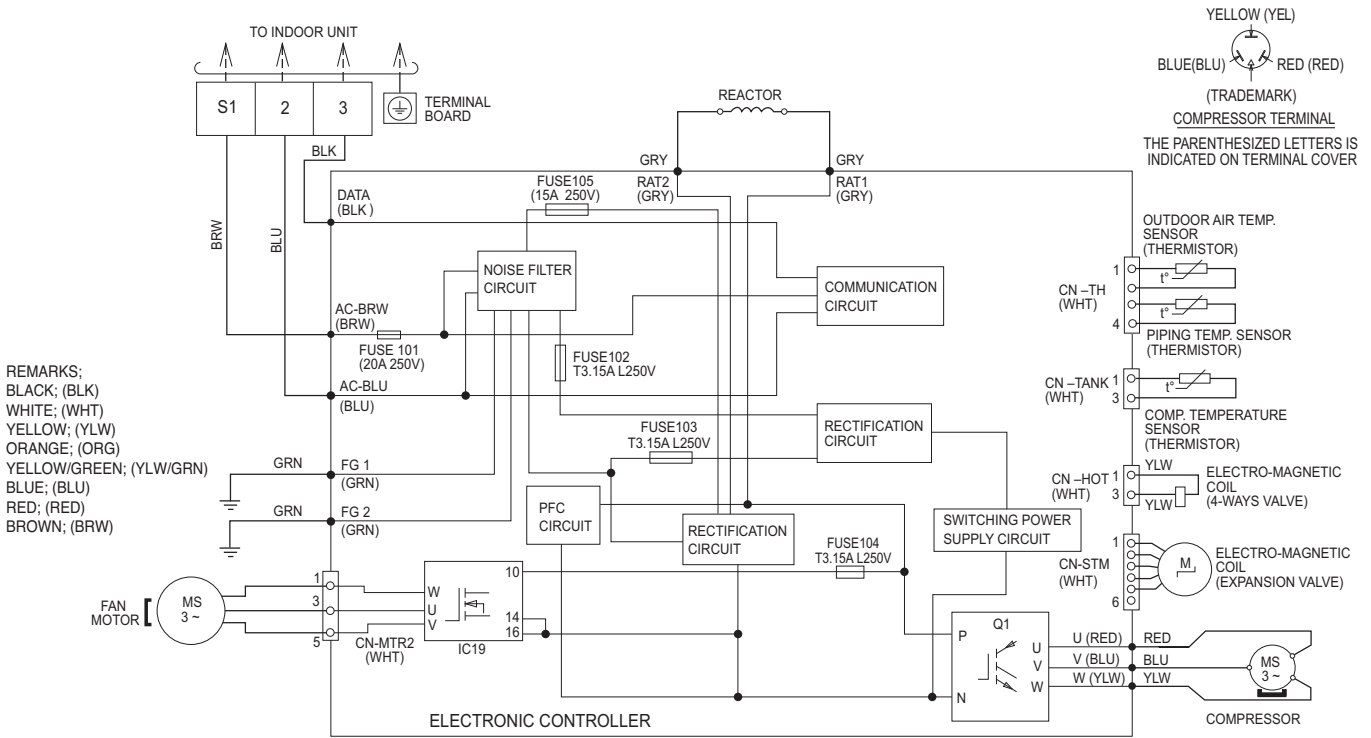 TO INDOOR UNIT
S1
2
3
TERMINAL
BOARD
BLK
BRW
BLU
REACTOR
GRY
GRY
RAT2
(GRY)
RAT1
(GRY)
YELLOW (YEL)
BLUE(BLU)
RED (RED)
(TRADEMARK)
COMPRESSOR TERMINAL
THE PARENTHESIZED LETTERS IS
INDICATED ON TERMINAL COVER
DATA
(BLK )
FUSE105
(15A 250V)
NOISE FILTER
CIRCUIT
COMMUNICATION
CIRCUIT
AC-BRW
(BRW)
FUSE 101
(20A 250V)
FUSE102
T3.15A L250V
AC-BLU
(BLU)
OUTDOOR AIR TEMP.
SENSOR
(THERMISTOR)
1
t°
CN –TH
(WHT)
t°
4
PIPING TEMP. SENSOR
(THERMISTOR)
CN –TANK
(WHT)
1
3
t°
COMP. TEMPERATURE
SENSOR
(THERMISTOR)
REMARKS;
BLACK; (BLK)
WHITE; (WHT)
YELLOW; (YLW)
ORANGE; (ORG)
YELLOW/GREEN; (YLW/GRN)
BLUE; (BLU)
RED; (RED)
BROWN; (BRW)
FUSE103
T3.15A L250V
RECTIFICATION
CIRCUIT
GRN
FG 1
(GRN)
GRN
FG 2
(GRN)
PFC
CIRCUIT
RECTIFICATION
CIRCUIT
SWITCHING POWER
SUPPLY CIRCUIT
FUSE104
T3.15A L250V
CN –HOT
(WHT)
1
3
YLW
YLW
ELECTRO-MAGNETIC
COIL
(4-WAYS VALVE)
CN-STM
(WHT)
1
6
M
ELECTRO-MAGNETIC
COIL
(EXPANSION VALVE)
FAN
MOTOR
MS
3 ~
1
3
5
CN-MTR2
(WHT)
W
U
V
10
14
16
IC19
Q1
P
N
U
V
W
U (RED)
V (BLU)
W (YLW)
RED
BLU
YLW
MS
3 ~
COMPRESSOR
ELECTRONIC CONTROLLER